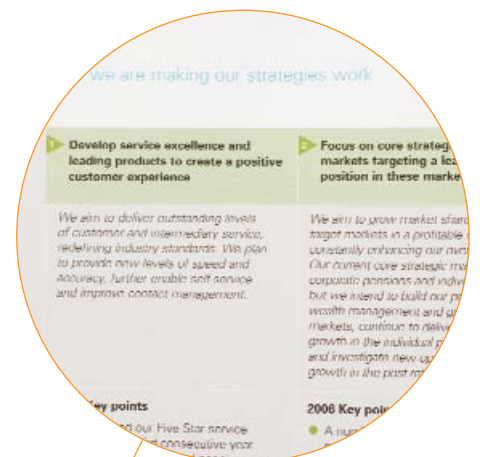 we are making our strategies work
1 Develop service excellence and
leading products to create a positive
customer experience
We aim to deliver outstanding levels
of customer and intermediary service,
redefining industry standards. We plan
to provide new levels of speed and
accuracy, further enable self service
and improve contact management.
Key points
our Five Star service
consecutive year
2 Focus on core
markets targeting a
position in these
We aim to grow market share
target markets in a profitable
constantly enhancing our
Our current core strategic
corporate pensions and
but we intend to build our
wealth management and
markets, continue to
growth in the individual
and investigate new
growth in the post
2006 Key
A